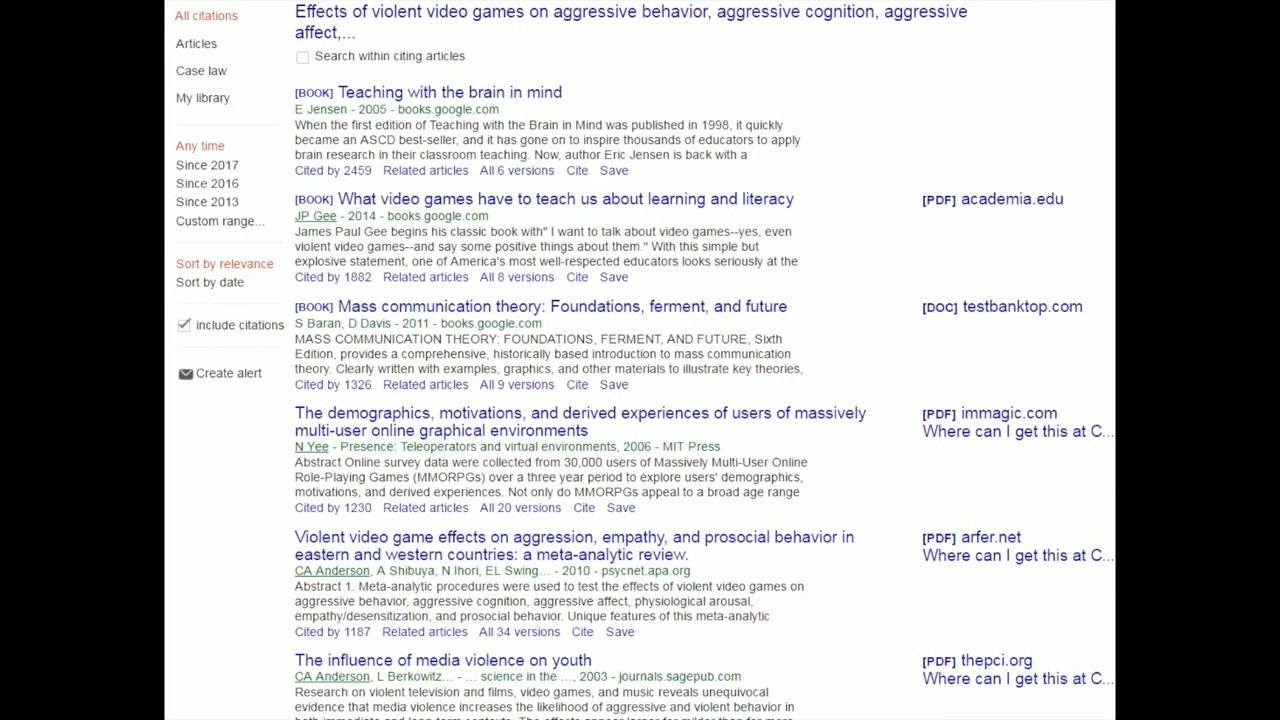 All citations
Articles
Case law
My library
Any time
Since 2017
Since 2016
Since 2013
Custom range...
Sort by relevance
Sort by date
include citations
Create alert
Effects of violent video games on aggressive behavior, aggressive cognition, aggressive
affect,...
Search within citing articles
[BOOK] Teaching with the brain in mind
E Jensen - 2005 - books.google.com
When the first edition of Teaching with the Brain in Mind was published in 1998, it quickly
became an ASCD best-seller, and it has gone on to inspire thousands of educators to apply
brain research in their classroom teaching. Now, author Eric Jensen is back with a
Cited by 2459 Related articles All 6 versions Cite Save
[BOOK] What video games have to teach us about learning and literacy
[PDF] academia.edu
JP Gee - 2014 - books.google.com
James Paul Gee begins his classic book with" I want to talk about video games--yes, even
violent video games--and say some positive things about them." With this simple but
explosive statement, one of America's most well-respected educators looks seriously at the
Cited by 1882 Related articles All 8 versions Cite Save
[BOOK] Mass communication theory: Foundations, ferment, and future
[DOC] testbanktop.com
S Baran, D Davis - 2011 - books.google.com
MASS COMMUNICATION THEORY: FOUNDATIONS, FERMENT, AND FUTURE, Sixth
Edition, provides a comprehensive, historically based introduction to mass communication
theory. Clearly written with examples, graphics, and other materials to illustrate key theories,
Cited by 1326 Related articles All 9 versions Cite Save
The demographics, motivations, and derived experiences of users of massively
multi-user online graphical environments
[PDF] immagic.com
Where can I get this at C...
N Yee - Presence: Teleoperators and virtual environments, 2006 - MIT Press
Abstract Online survey data were collected from 30,000 users of Massively Multi-User Online
Role-Playing Games (MMORPGs) over a three year period to explore users' demographics,
motivations, and derived experiences. Not only do MMORPGs appeal to a broad age range
Cited by 1230 Related articles All 20 versions Cite Save
Violent video game effects on aggression, empathy, and prosocial behavior in
eastern and western countries: a meta-analytic review.
[PDF] arfer.net
Where can I get this at C...
CA Anderson, A Shibuya, N Ihori, EL Swing... - 2010 - psycnet.apa.org
Abstract 1. Meta-analytic procedures were used to test the effects of violent video games on
aggressive behavior, aggressive cognition, aggressive affect, physiological arousal,
empathy/desensitization, and prosocial behavior. Unique features of this meta-analytic
Cited by 1187 Related articles All 34 versions Cite Save
The influence of media violence on youth
[PDF] thepci.org
Where can I get this at C...
CA Anderson, L Berkowitz... - ... science in the ..., 2003 - journals.sagepub.com
Research on violent television and films, video games, and music reveals unequivocal
evidence that media violence increases the likelihood of aggressive and violent behavior in